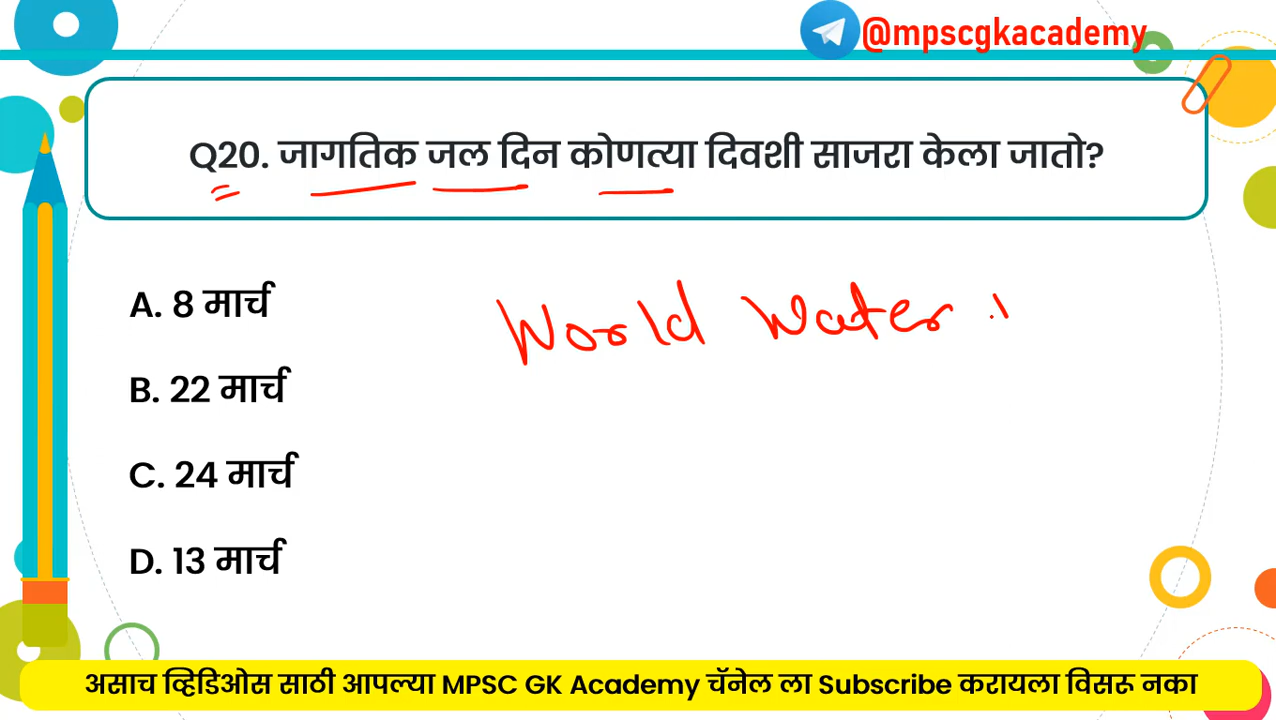 @mpscgkacademy
Q20. जागतिक जल दिन कोणत्या दिवशी साजरा केला जातो?
A. 8 मार्च
World Water
B. 22 मार्च
C. 24 मार्च
D. 13 मार्च
असाच व्हिडिओस साठी आपल्या MPSC GK Academy चॅनेल ला Subscribe करायला विसरू नका